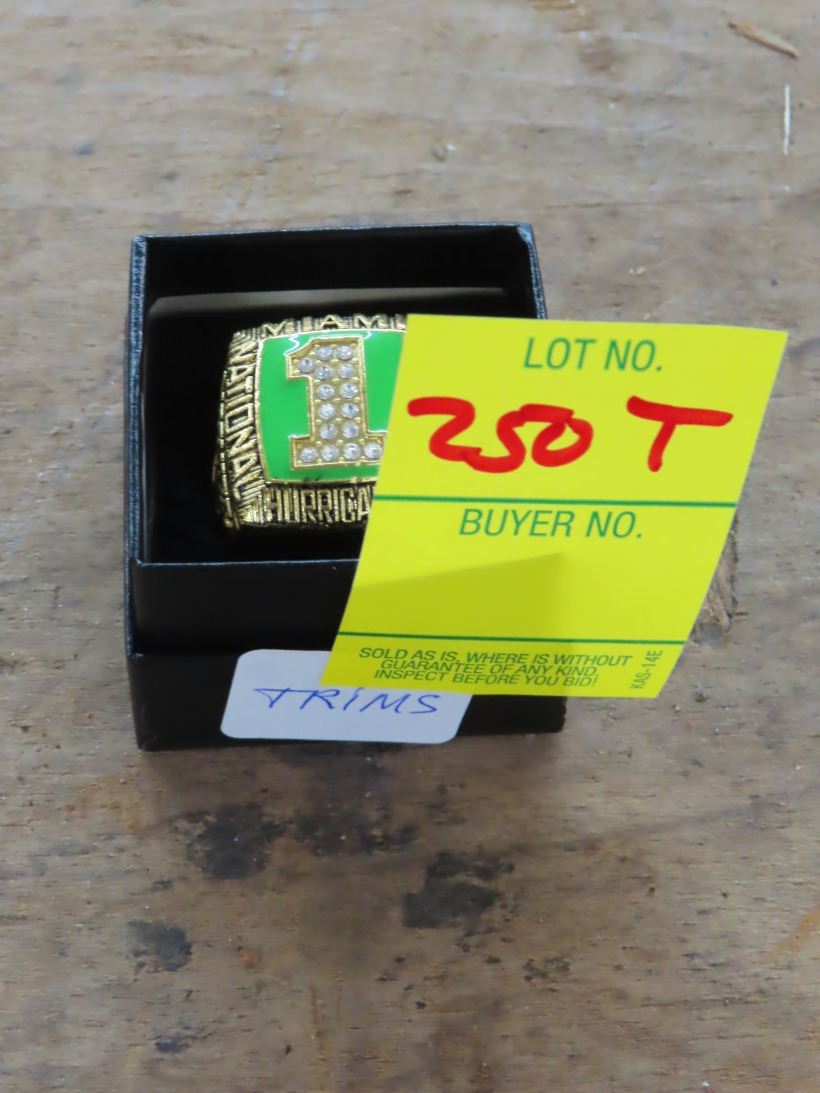 MIAMI
NATIONAL
1
HURRICA
LOT NO.
250 T
BUYER NO.
SOLD AS IS, WHERE IS WITHOUT
GUARANTEE OF ANY KIND.
INSPECT BEFORE YOU BID!
KAS-14E
TRIMS